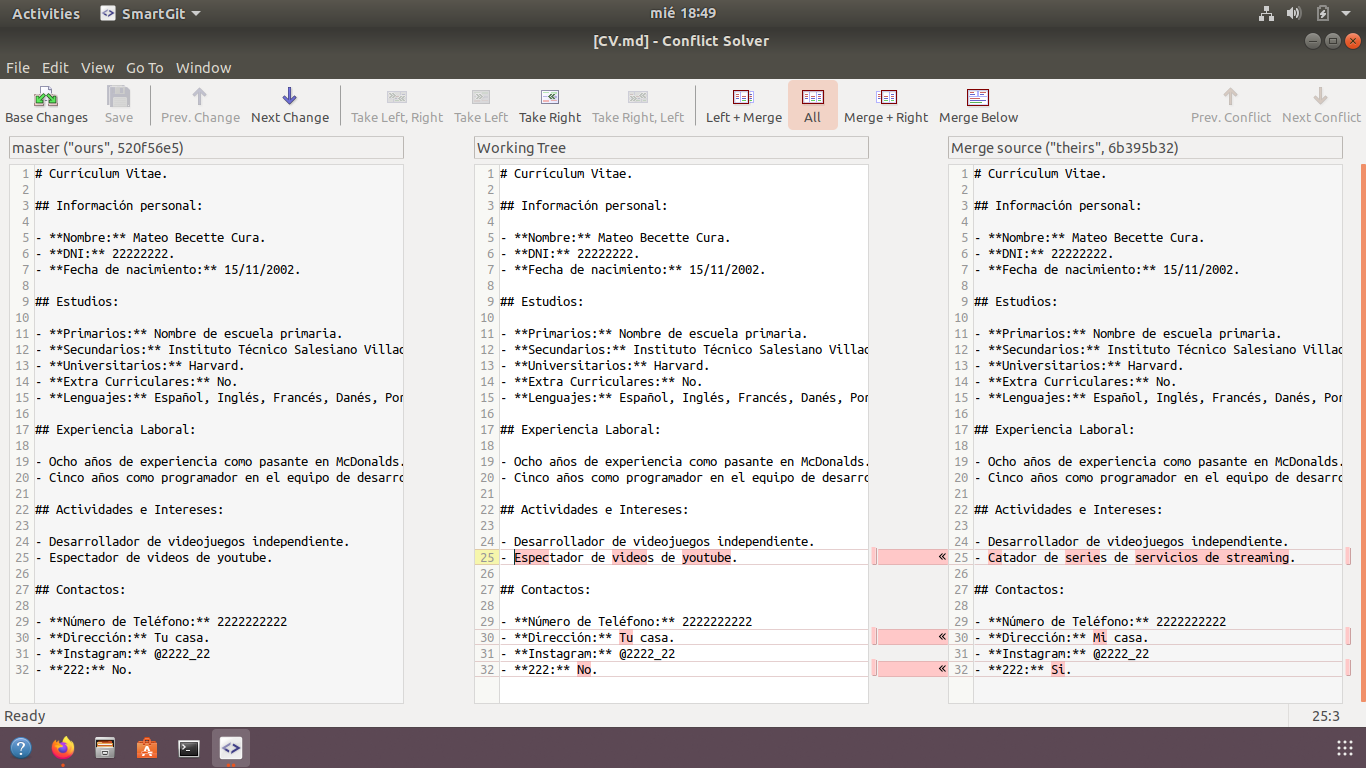 Activities SmartGit mié 18:49
[CV.md] - Conflict Solver
File Edit View Go To Window
Base Changes Save Prev. Change Next Change Take Left, Right Take Left Take Right Take Right, Left Left + Merge All Merge + Right Merge Below Prev. Conflict Next Conflict
master ("ours", 520f56e5)
1 # Currículum Vitae.
2
3 ## Información personal:
4
5 - **Nombre:** Mateo Becette Cura.
6 - **DNI:** 22222222.
7 - **Fecha de nacimiento:** 15/11/2002.
8
9 ## Estudios:
10
11 - **Primarios:** Nombre de escuela primaria.
12 - **Secundarios:** Instituto Técnico Salesiano Villac
13 - **Universitarios:** Harvard.
14 - **Extra Curriculares:** No.
15 - **Lenguajes:** Español, Inglés, Francés, Danés, Por
16
17 ## Experiencia Laboral:
18
19 - Ocho años de experiencia como pasante en McDonalds.
20 - Cinco años como programador en el equipo de desarro
21
22 ## Actividades e Intereses:
23
24 - Desarrollador de videojuegos independiente.
25 - Espectador de videos de youtube.
26
27 ## Contactos:
28
29 - **Número de Teléfono:** 2222222222
30 - **Dirección:** Tu casa.
31 - **Instagram:** @2222_22
32 - **222:** No.
Working Tree
1 # Currículum Vitae.
2
3 ## Información personal:
4
5 - **Nombre:** Mateo Becette Cura.
6 - **DNI:** 22222222.
7 - **Fecha de nacimiento:** 15/11/2002.
8
9 ## Estudios:
10
11 - **Primarios:** Nombre de escuela primaria.
12 - **Secundarios:** Instituto Técnico Salesiano Villac
13 - **Universitarios:** Harvard.
14 - **Extra Curriculares:** No.
15 - **Lenguajes:** Español, Inglés, Francés, Danés, Por
16
17 ## Experiencia Laboral:
18
19 - Ocho años de experiencia como pasante en McDonalds.
20 - Cinco años como programador en el equipo de desarro
21
22 ## Actividades e Intereses:
23
24 - Desarrollador de videojuegos independiente.
25 - Espectador de videos de youtube.
26
27 ## Contactos:
28
29 - **Número de Teléfono:** 2222222222
30 - **Dirección:** Tu casa.
31 - **Instagram:** @2222_22
32 - **222:** No.
Merge source ("theirs", 6b395b32)
1 # Currículum Vitae.
2
3 ## Información personal:
4
5 - **Nombre:** Mateo Becette Cura.
6 - **DNI:** 22222222.
7 - **Fecha de nacimiento:** 15/11/2002.
8
9 ## Estudios:
10
11 - **Primarios:** Nombre de escuela primaria.
12 - **Secundarios:** Instituto Técnico Salesiano Villac
13 - **Universitarios:** Harvard.
14 - **Extra Curriculares:** No.
15 - **Lenguajes:** Español, Inglés, Francés, Danés, Por
16
17 ## Experiencia Laboral:
18
19 - Ocho años de experiencia como pasante en McDonalds.
20 - Cinco años como programador en el equipo de desarro
21
22 ## Actividades e Intereses:
23
24 - Desarrollador de videojuegos independiente.
25 - Catador de series de servicios de streaming.
26
27 ## Contactos:
28
29 - **Número de Teléfono:** 2222222222
30 - **Dirección:** Mi casa.
31 - **Instagram:** @2222_22
32 - **222:** Si.
Ready 25:3